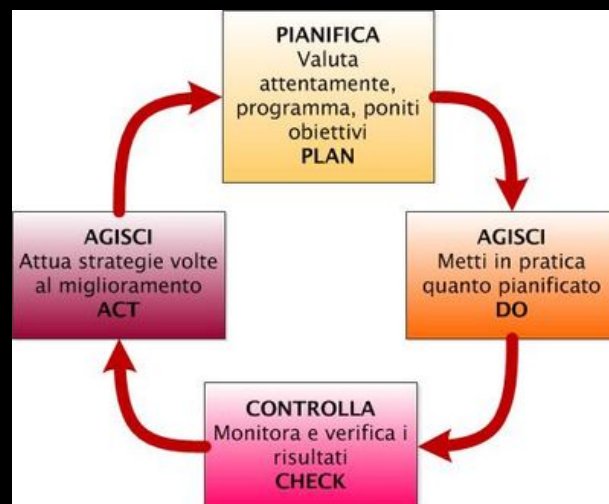 PIANIFICA
Valuta
attentamente,
programma, poniti
obiettivi
PLAN
AGISCI
Metti in pratica
quanto pianificato
DO
CONTROLLA
Monitora e verifica i
risultati
CHECK
AGISCI
Attua strategie volte
al miglioramento
ACT